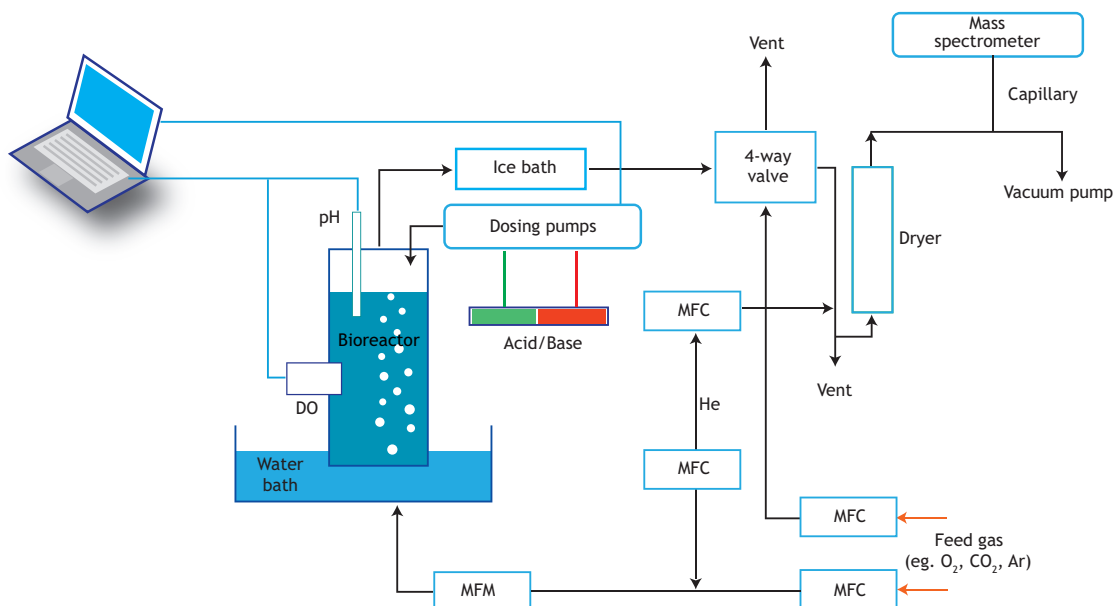 Mass
spectrometer
Vent
Capillary
Ice bath
4-way
valve
Vacuum pump
pH
Dosing pumps
Dryer
MFC
Bioreactor
Acid/Base
Vent
DO
He
Water
bath
MFC
MFC
Feed gas
(eg. O₂, CO₂, Ar)
MFM
MFC